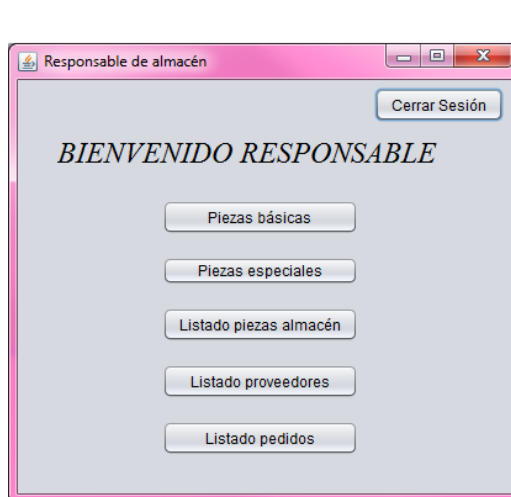 Responsable de almacén
Cerrar Sesión
BIENVENIDO RESPONSABLE
Piezas básicas
Piezas especiales
Listado piezas almacén
Listado proveedores
Listado pedidos